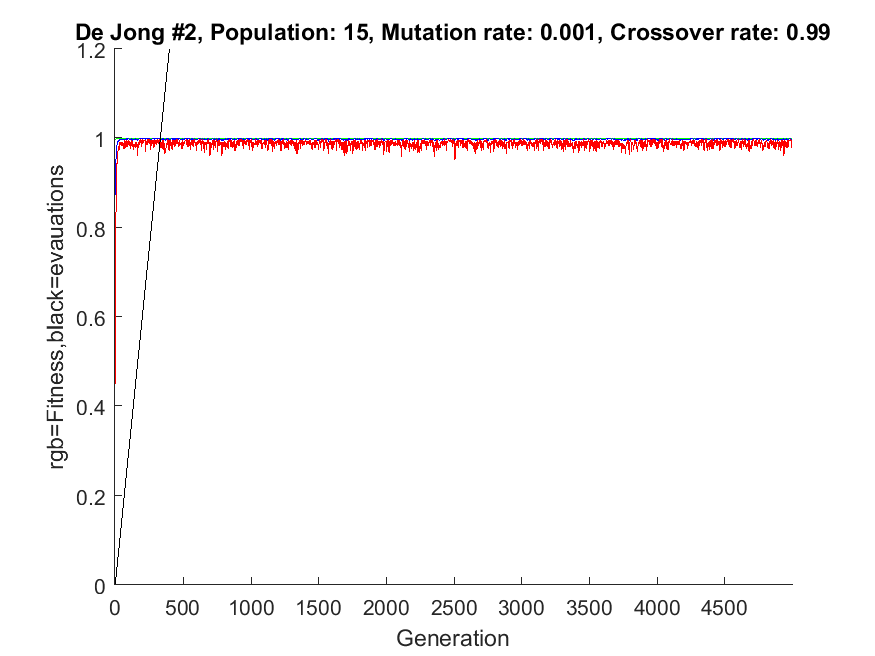 De Jong #2, Population: 15, Mutation rate: 0.001, Crossover rate: 0.99
1.2
1
0.8
0.6
0.4
0.2
0
rgb=Fitness,black=evauations
0 500 1000 1500 2000 2500 3000 3500 4000 4500
Generation